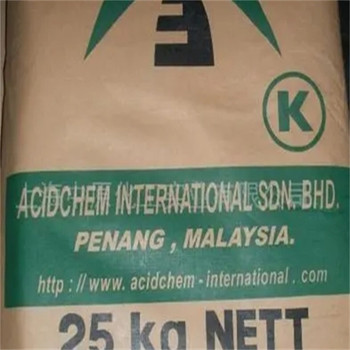 K
ACIDCHEM INTERNATIONAL SDN. BHD.
PENANG , MALAYSIA.
http : // www. acidchem - international . com
25 kg NETT